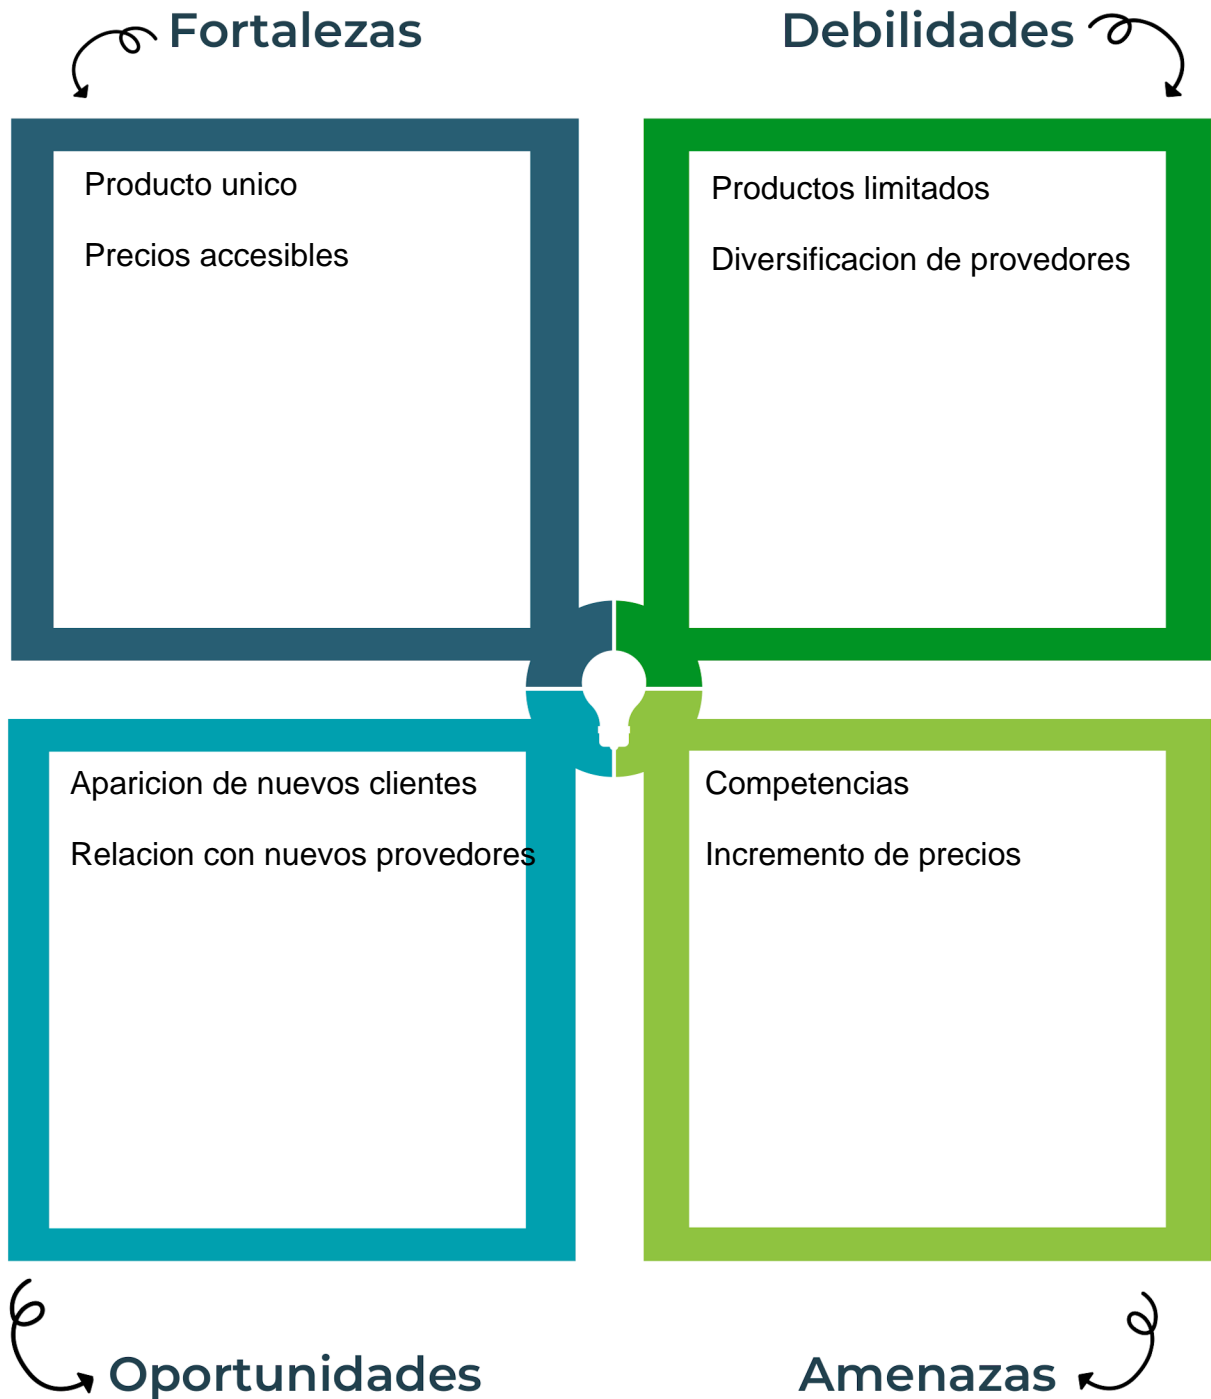 Fortalezas
Debilidades
Producto unico
Precios accesibles
Productos limitados
Diversificacion de provedores
Aparicion de nuevos clientes
Relacion con nuevos provedores
Competencias
Incremento de precios
Oportunidades
Amenazas